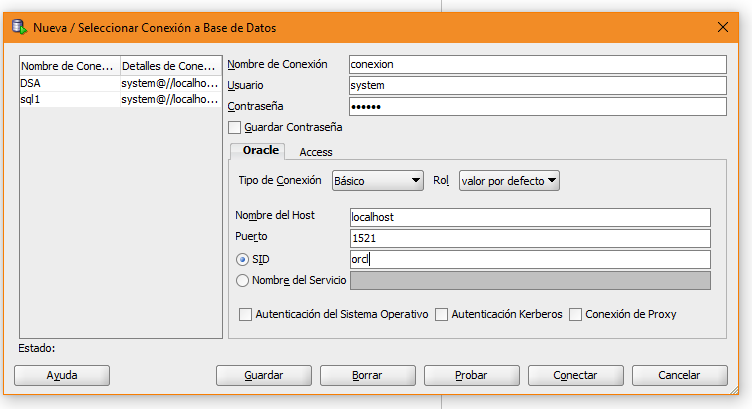 Nueva / Seleccionar Conexión a Base de Datos
Nombre de Cone... Detalles de Cone...
DSA system@//localho...
sql1 system@//localho...
Nombre de Conexión conexion
Usuario system
Contraseña ••••••
Guardar Contraseña
Oracle Access
Tipo de Conexión Básico Rol valor por defecto
Nombre del Host localhost
Puerto 1521
SID orcl
Nombre del Servicio
Autenticación del Sistema Operativo Autenticación Kerberos Conexión de Proxy
Estado:
Ayuda Guardar Borrar Probar Conectar Cancelar